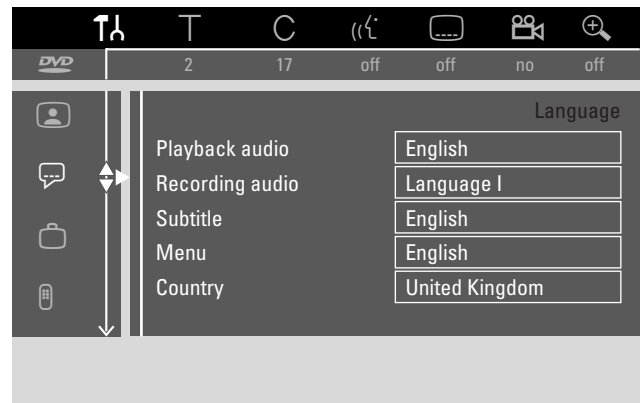 T C
DVD 2 17 off off no off
Language
Playback audio English
Recording audio Language I
Subtitle English
Menu English
Country United Kingdom